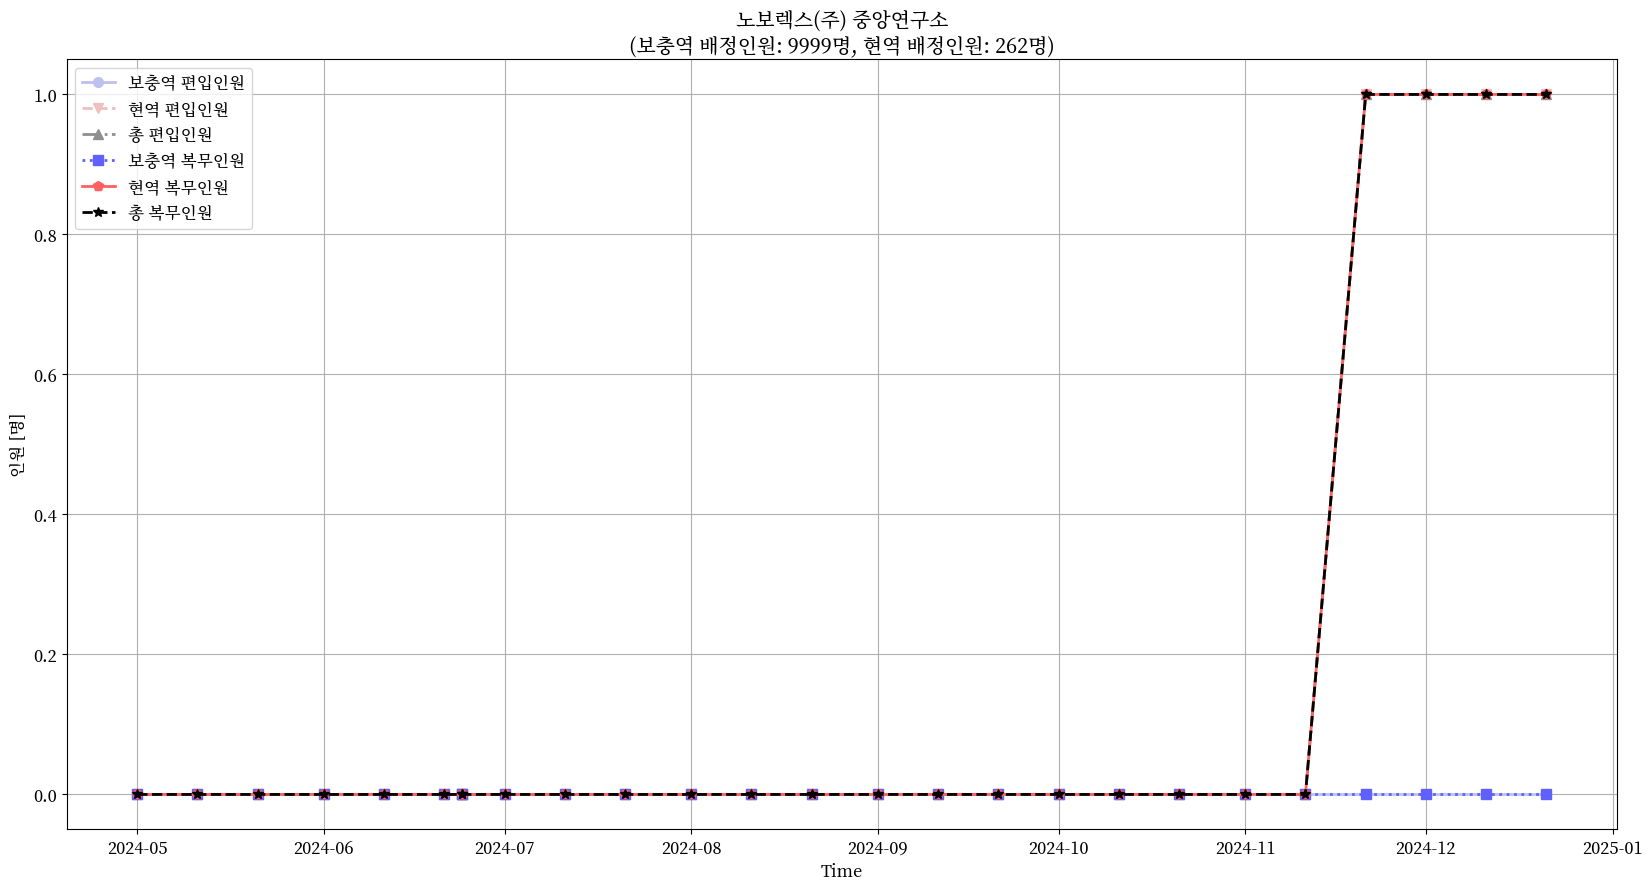 노보렉스(주) 중앙연구소
(보충역 배정인원: 9999명, 현역 배정인원: 262명)
보충역 편입인원
현역 편입인원
총 편입인원
보충역 복무인원
현역 복무인원
총 복무인원
인원 [명]
1.0
0.8
0.6
0.4
0.2
0.0
2024-05 2024-06 2024-07 2024-08 2024-09 2024-10 2024-11 2024-12 2025-01
Time